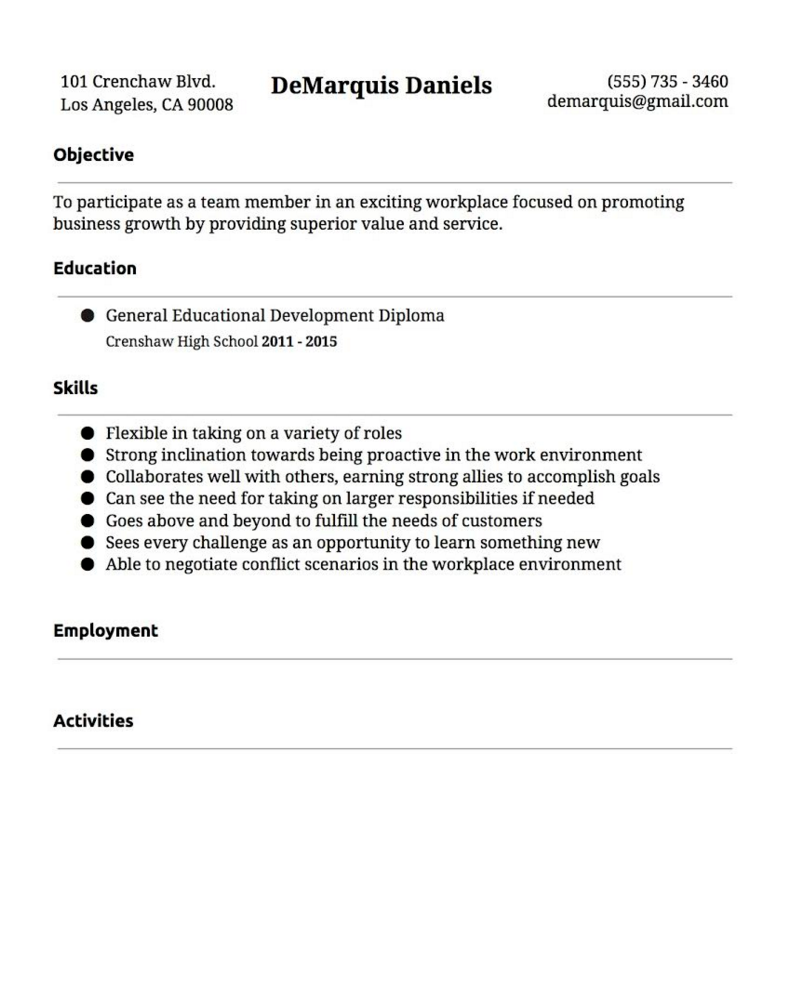 101 Crenchaw Blvd.
Los Angeles, CA 90008
DeMarquis Daniels
(555) 735 - 3460
demarquis@gmail.com
Objective
To participate as a team member in an exciting workplace focused on promoting
business growth by providing superior value and service.
Education
● General Educational Development Diploma
Crenshaw High School 2011 - 2015
Skills
● Flexible in taking on a variety of roles
● Strong inclination towards being proactive in the work environment
● Collaborates well with others, earning strong allies to accomplish goals
● Can see the need for taking on larger responsibilities if needed
● Goes above and beyond to fulfill the needs of customers
● Sees every challenge as an opportunity to learn something new
● Able to negotiate conflict scenarios in the workplace environment
Employment
Activities